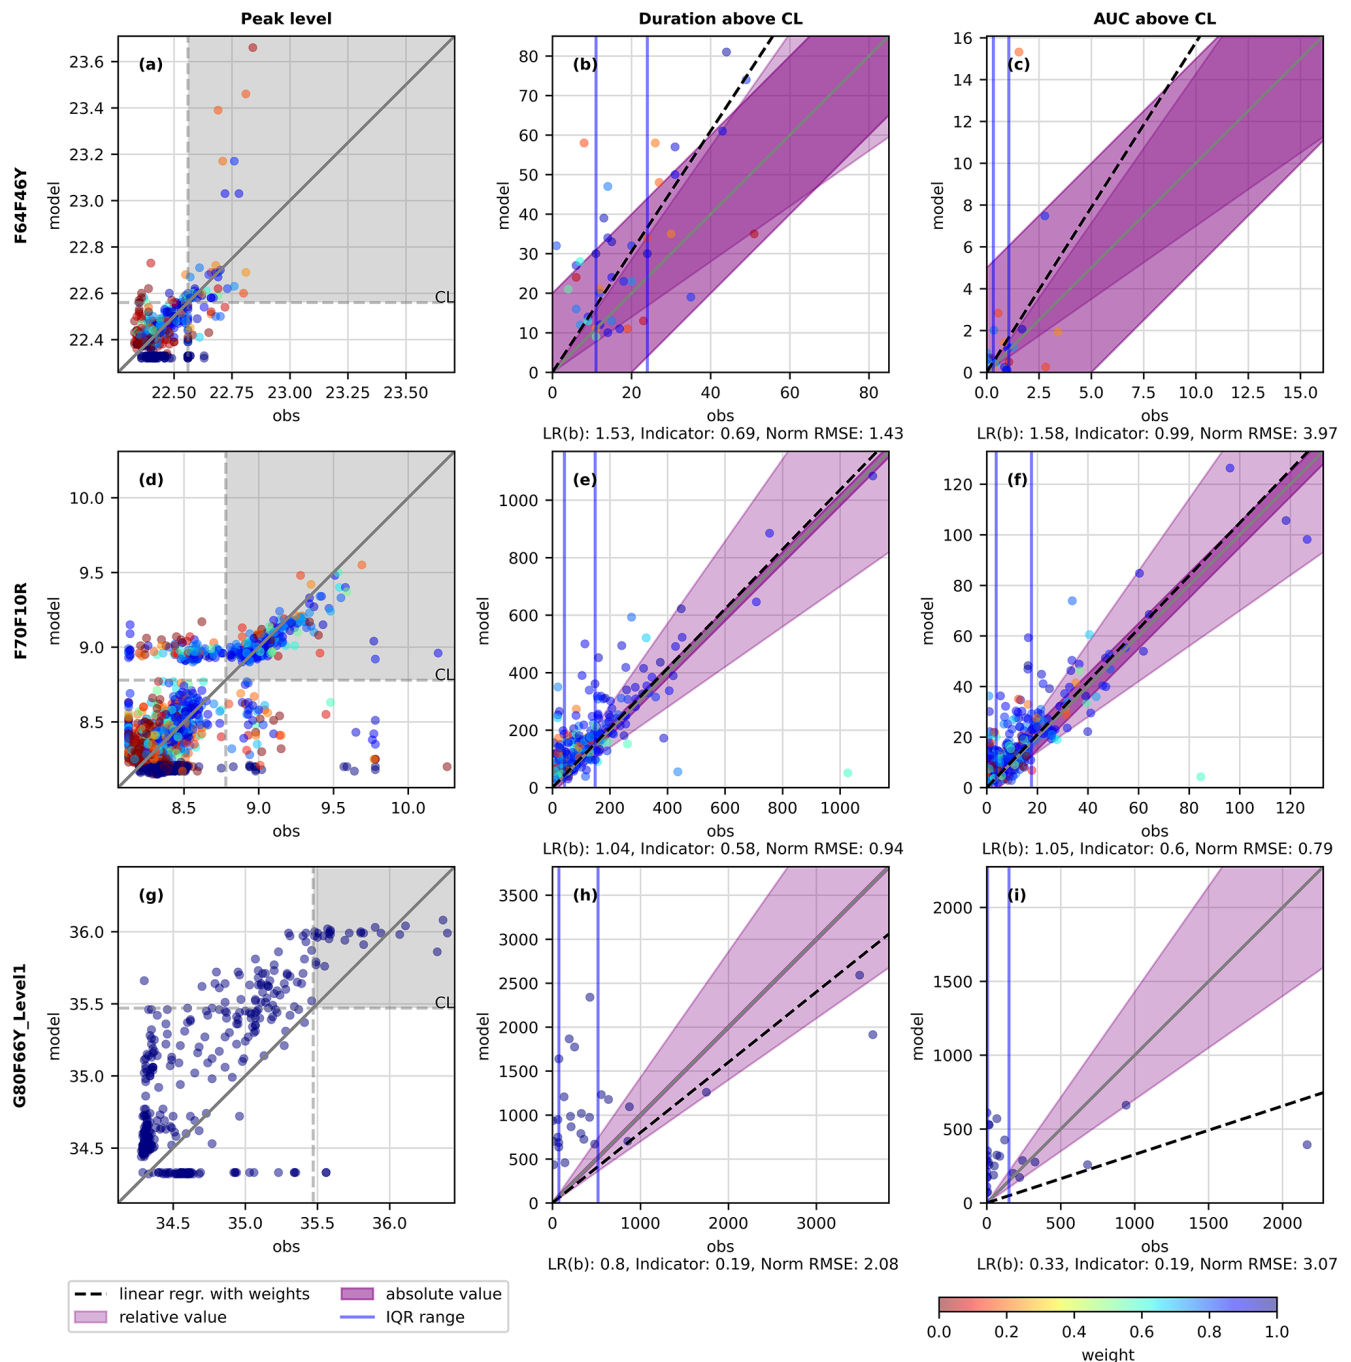 Peak level
Duration above CL
AUC above CL
F64F46Y
(a)
model
23.6
23.4
23.2
23.0
22.8
22.6
22.4
CL
22.50
22.75
23.00
23.25
23.50
obs
(b)
model
80
70
60
50
40
30
20
10
0
0
20
40
60
80
obs
LR(b): 1.53, Indicator: 0.69, Norm RMSE: 1.43
(c)
model
16
14
12
10
8
6
4
2
0
0.0
2.5
5.0
7.5
10.0
12.5
15.0
obs
LR(b): 1.58, Indicator: 0.99, Norm RMSE: 3.97
F70F10R
(d)
model
10.0
9.5
9.0
8.5
CL
8.5
9.0
9.5
10.0
obs
(e)
model
1000
800
600
400
200
0
0
200
400
600
800
1000
obs
LR(b): 1.04, Indicator: 0.58, Norm RMSE: 0.94
(f)
model
120
100
80
60
40
20
0
0
20
40
60
80
100
120
obs
LR(b): 1.05, Indicator: 0.6, Norm RMSE: 0.79
G80F66Y_Level1
(g)
model
36.0
35.5
35.0
34.5
CL
34.5
35.0
35.5
36.0
obs
(h)
model
3500
3000
2500
2000
1500
1000
500
0
0
1000
2000
3000
obs
LR(b): 0.8, Indicator: 0.19, Norm RMSE: 2.08
(i)
model
2000
1500
1000
500
0
0
500
1000
1500
2000
obs
LR(b): 0.33, Indicator: 0.19, Norm RMSE: 3.07
linear regr. with weights
absolute value
relative value
IQR range
0.0
0.2
0.4
0.6
0.8
1.0
weight